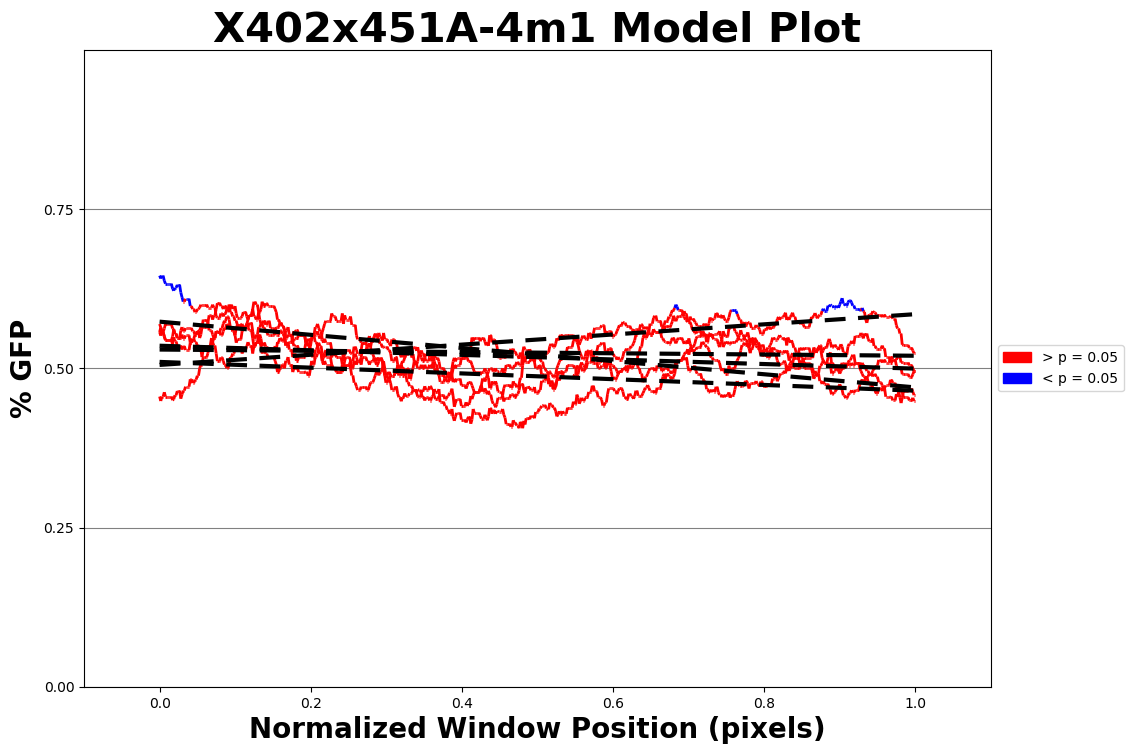 X402x451A-4m1 Model Plot
% GFP
0.75
0.50
0.25
0.00
0.0 0.2 0.4 0.6 0.8 1.0
Normalized Window Position (pixels)
> p = 0.05
< p = 0.05